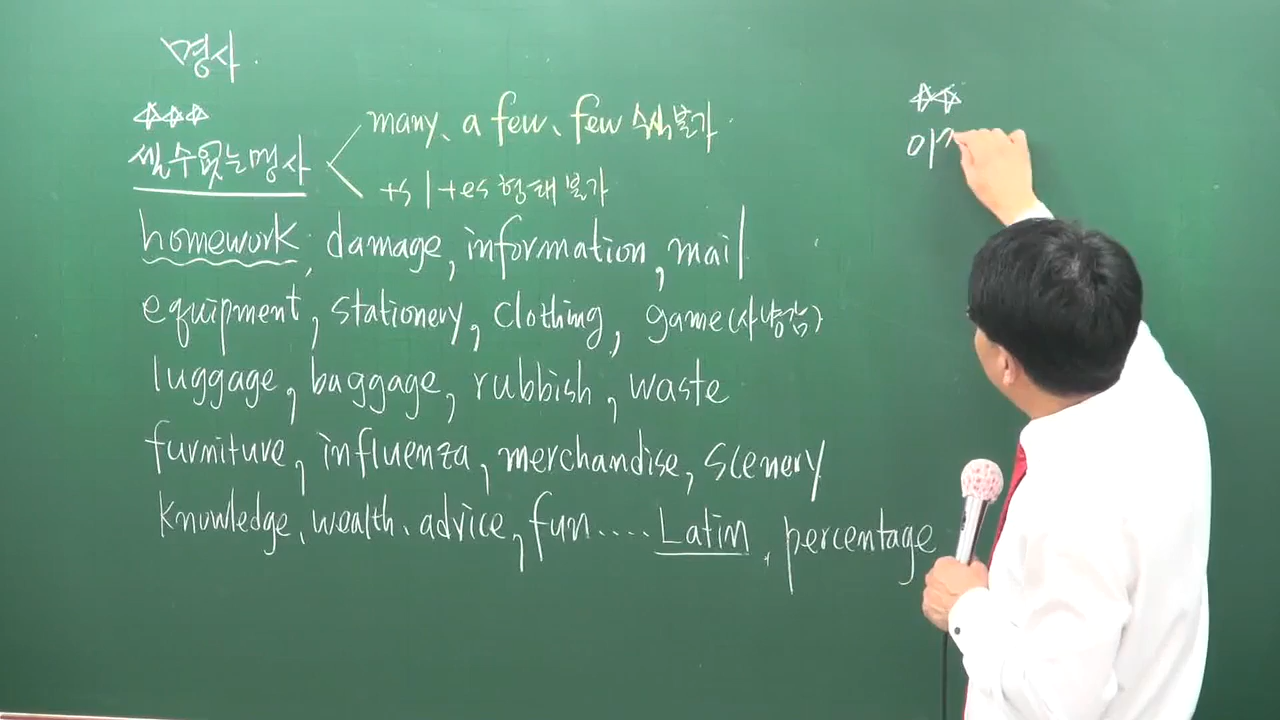 명사.
☆☆☆
셀 수 없는 명사
many, a few, few 수식 불가
+s / +es 형태 불가
homework, damage, information, mail
equipment, stationery, clothing, game(사냥감)
luggage, baggage, rubbish, waste
furniture, influenza, merchandise, scenery
knowledge, wealth, advice, fun.... Latin, percentage
☆☆